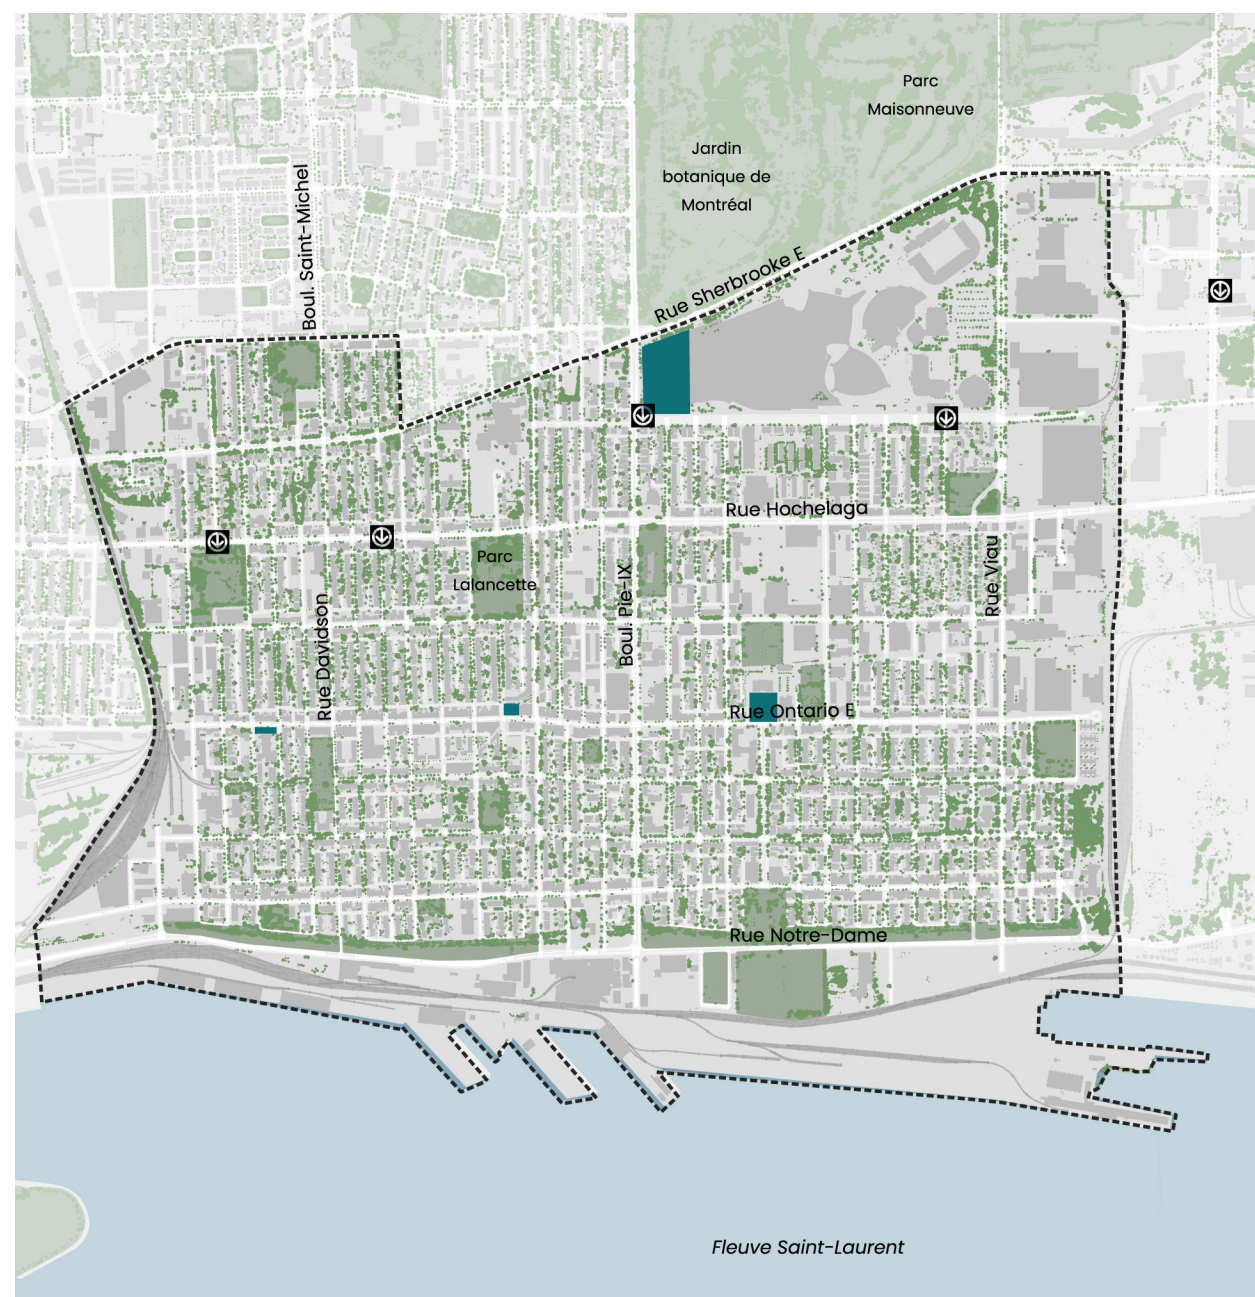 Parc
Maisonneuve
Jardin
botanique de
Montréal
Boul. Saint-Michel
Rue Sherbrooke E
Rue Hochelaga
Parc
Lalancette
Rue Viau
Boul. Pie-IX
Rue Davidson
Rue Ontario E
Rue Notre-Dame
Fleuve Saint-Laurent